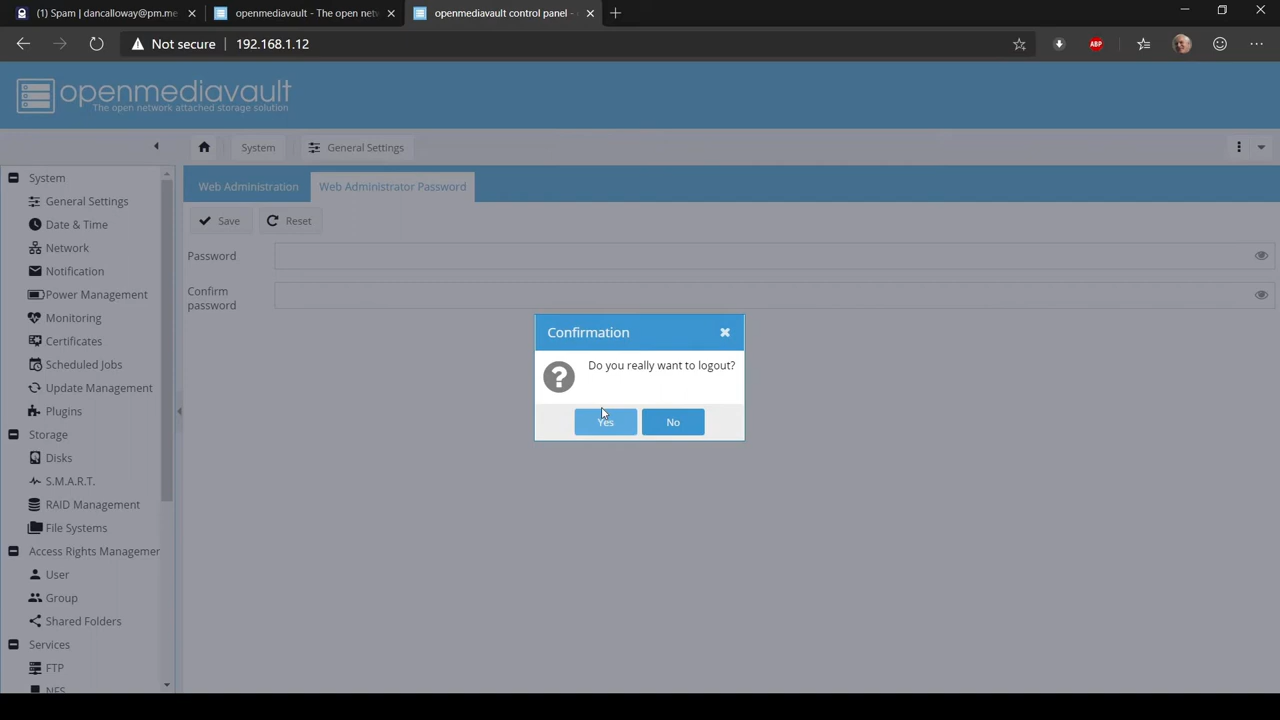 (1) Spam | dancalloway@pm.me
openmediavault - The open netw
openmediavault control panel -
Not secure
192.168.1.12
ABP
openmediavault
The open network attached storage solution
System
General Settings
System
General Settings
Date & Time
Network
Notification
Power Management
Monitoring
Certificates
Scheduled Jobs
Update Management
Plugins
Storage
Disks
S.M.A.R.T.
RAID Management
File Systems
Access Rights Managemen
User
Group
Shared Folders
Services
FTP
NFS
Web Administration
Web Administrator Password
Save
Reset
Password
Confirm
password
Confirmation
Do you really want to logout?
Yes
No